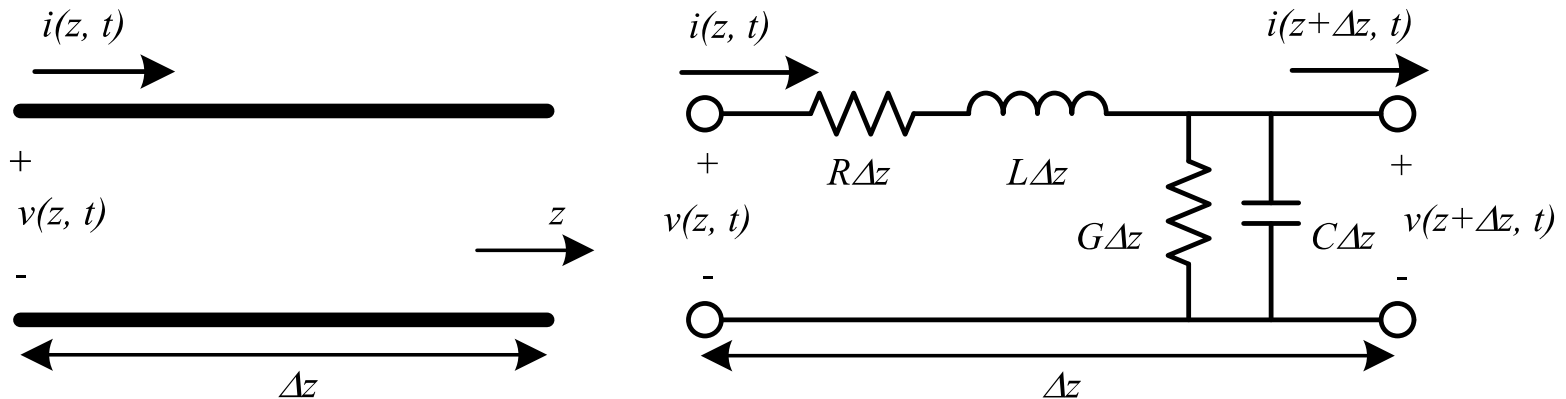 i(z, t)
+
v(z, t)
-
z
Δz
i(z, t)
i(z+Δz, t)
+
RΔz
LΔz
+
v(z, t)
GΔz
CΔz
v(z+Δz, t)
-
-
Δz